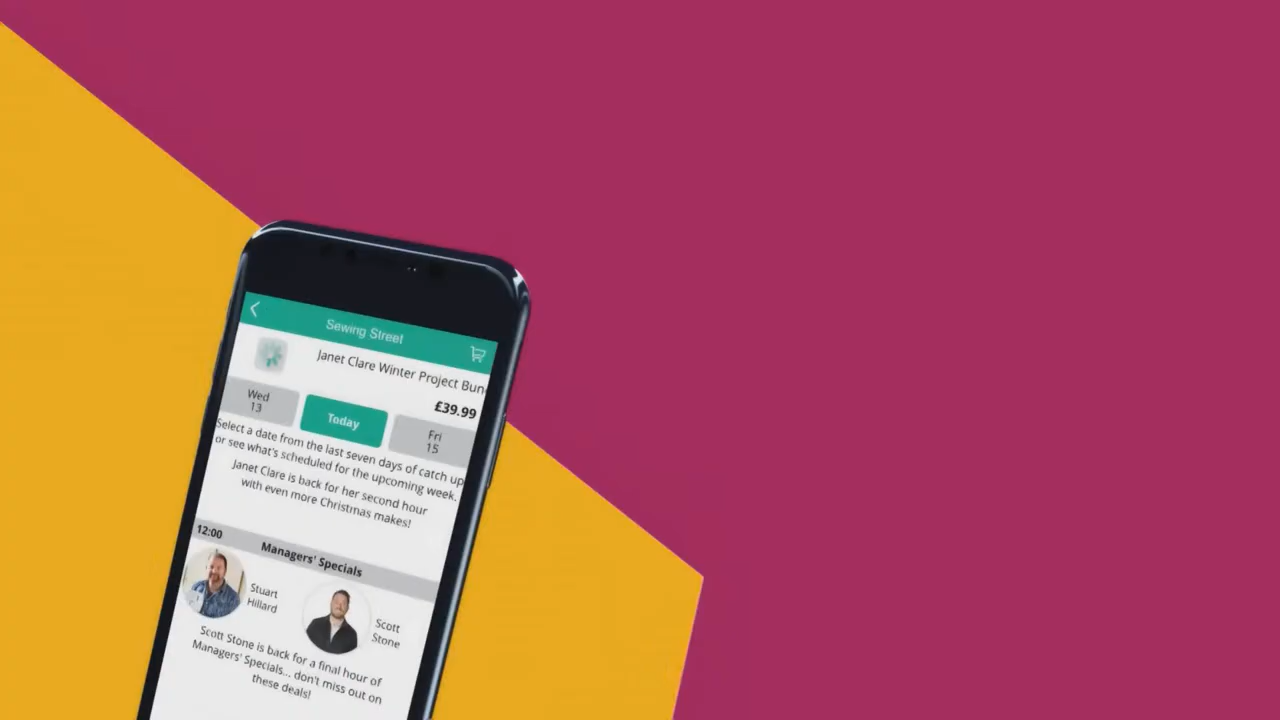 Sewing Street
Janet Clare Winter Project Bun
£39.99
Wed
13
Today
Fri
15
Select a date from the last seven days of catch up
or see what's scheduled for the upcoming week.
Janet Clare is back for her second hour
with even more Christmas makes!
12:00
Managers' Specials
Stuart
Hillard
Scott
Stone
Scott Stone is back for a final hour of
Managers' Specials... don't miss out on
these deals!